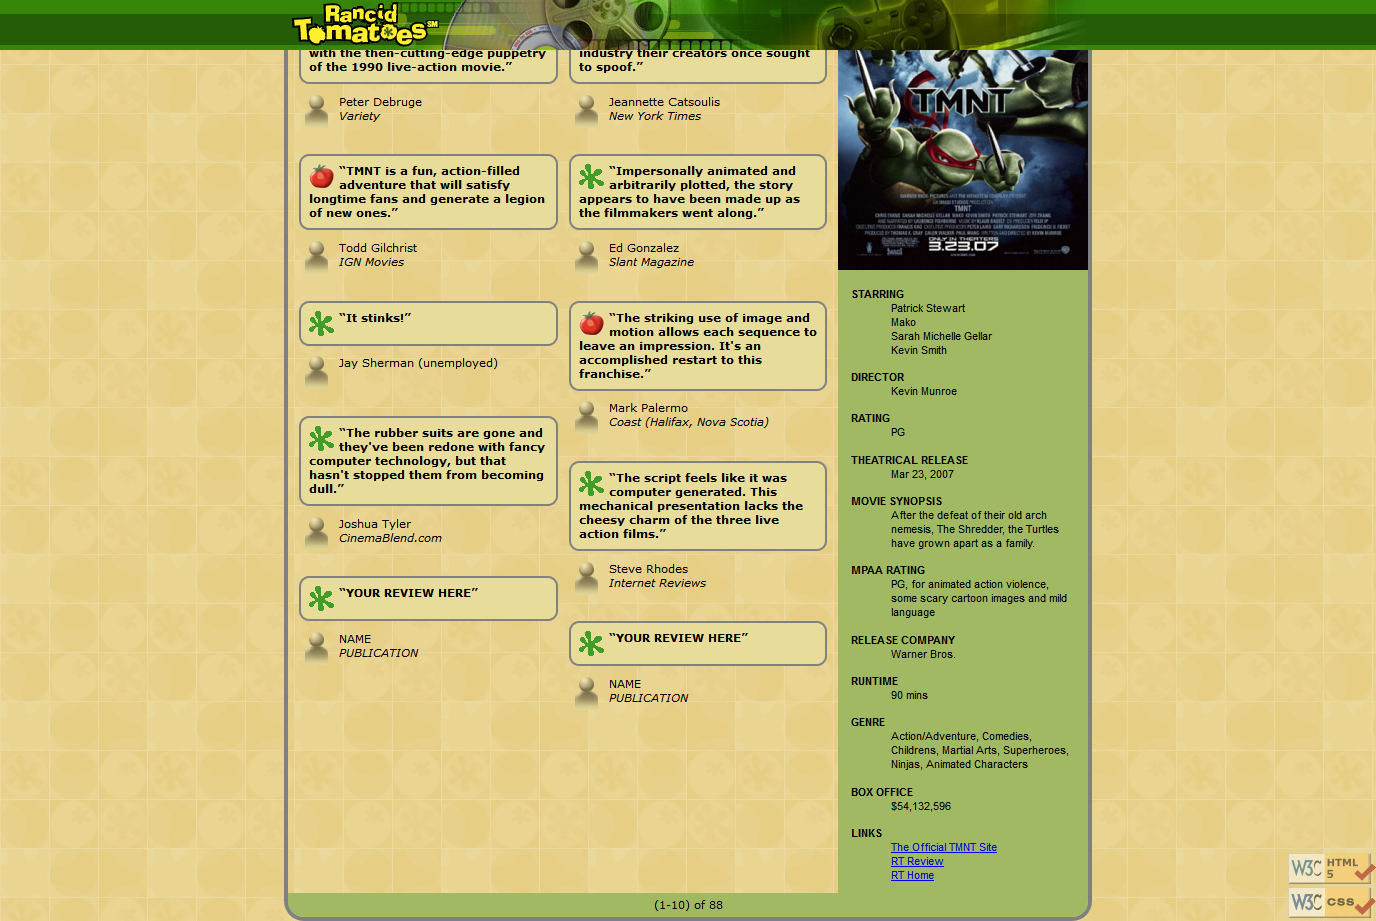 Rancid
Tomatoes SM
with the then-cutting-edge puppetry
of the 1990 live-action movie.”
Peter Debruge
Variety
“TMNT is a fun, action-filled
adventure that will satisfy
longtime fans and generate a legion
of new ones.”
Todd Gilchrist
IGN Movies
“It stinks!”
Jay Sherman (unemployed)
“The rubber suits are gone and
they've been redone with fancy
computer technology, but that
hasn't stopped them from becoming
dull.”
Joshua Tyler
CinemaBlend.com
“YOUR REVIEW HERE”
NAME
PUBLICATION
industry their creators once sought
to spoof.”
Jeannette Catsoulis
New York Times
“Impersonally animated and
arbitrarily plotted, the story
appears to have been made up as
the filmmakers went along.”
Ed Gonzalez
Slant Magazine
“The striking use of image and
motion allows each sequence to
leave an impression. It's an
accomplished restart to this
franchise.”
Mark Palermo
Coast (Halifax, Nova Scotia)
“The script feels like it was
computer generated. This
mechanical presentation lacks the
cheesy charm of the three live
action films.”
Steve Rhodes
Internet Reviews
“YOUR REVIEW HERE”
NAME
PUBLICATION
TMNT
TMNT
ONLY IN THEATERS
3.23.07
STARRING
Patrick Stewart
Mako
Sarah Michelle Gellar
Kevin Smith
DIRECTOR
Kevin Munroe
RATING
PG
THEATRICAL RELEASE
Mar 23, 2007
MOVIE SYNOPSIS
After the defeat of their old arch
nemesis, The Shredder, the Turtles
have grown apart as a family.
MPAA RATING
PG, for animated action violence,
some scary cartoon images and mild
language
RELEASE COMPANY
Warner Bros.
RUNTIME
90 mins
GENRE
Action/Adventure, Comedies,
Childrens, Martial Arts, Superheroes,
Ninjas, Animated Characters
BOX OFFICE
$54,132,596
LINKS
The Official TMNT Site
RT Review
RT Home
(1-10) of 88
W3C HTML 5
W3C CSS